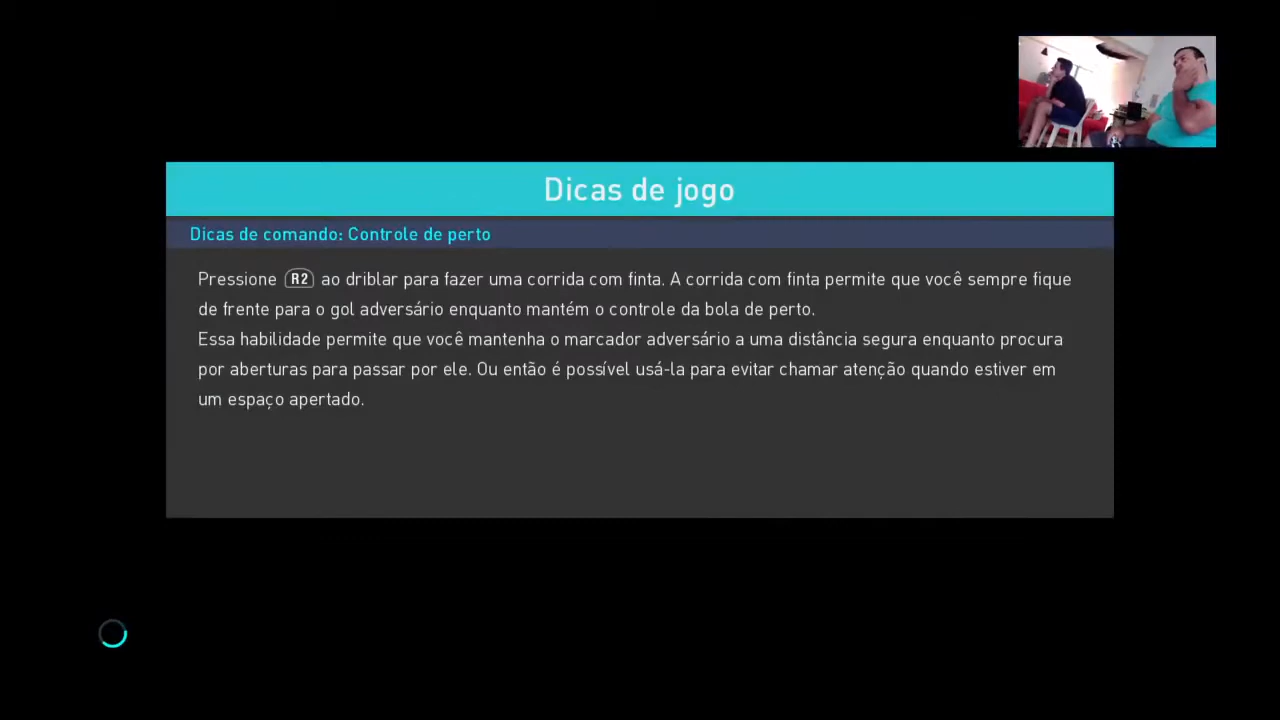 Dicas de jogo
Dicas de comando: Controle de perto
Pressione R2 ao driblar para fazer uma corrida com finta. A corrida com finta permite que você sempre fique
de frente para o gol adversário enquanto mantém o controle da bola de perto.
Essa habilidade permite que você mantenha o marcador adversário a uma distância segura enquanto procura
por aberturas para passar por ele. Ou então é possível usá-la para evitar chamar atenção quando estiver em
um espaço apertado.